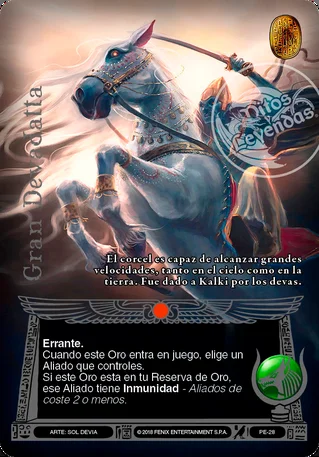 Gran Devadatta
Mitos
Leyendas
El corcel es capaz de alcanzar grandes
velocidades, tanto en el cielo como en la
tierra. Fue dado a Kalki por los devas.
Errante.
Cuando este Oro entra en juego, elige un
Aliado que controles.
Si este Oro esta en tu Reserva de Oro,
ese Aliado tiene Inmunidad - Aliados de
coste 2 o menos.
ARTE: SOL DEVIA
© 2018 FENIX ENTERTAINMENT S.P.A.
PE-28